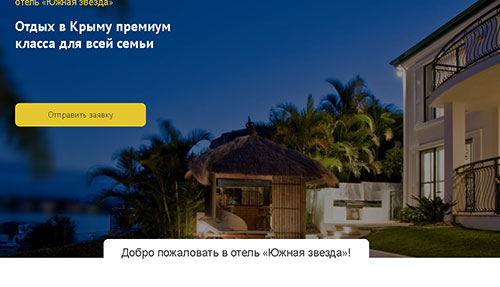 отель «Южная звезда»
Отдых в Крыму премиум
класса для всей семьи
Отправить заявку
Добро пожаловать в отель «Южная звезда»!